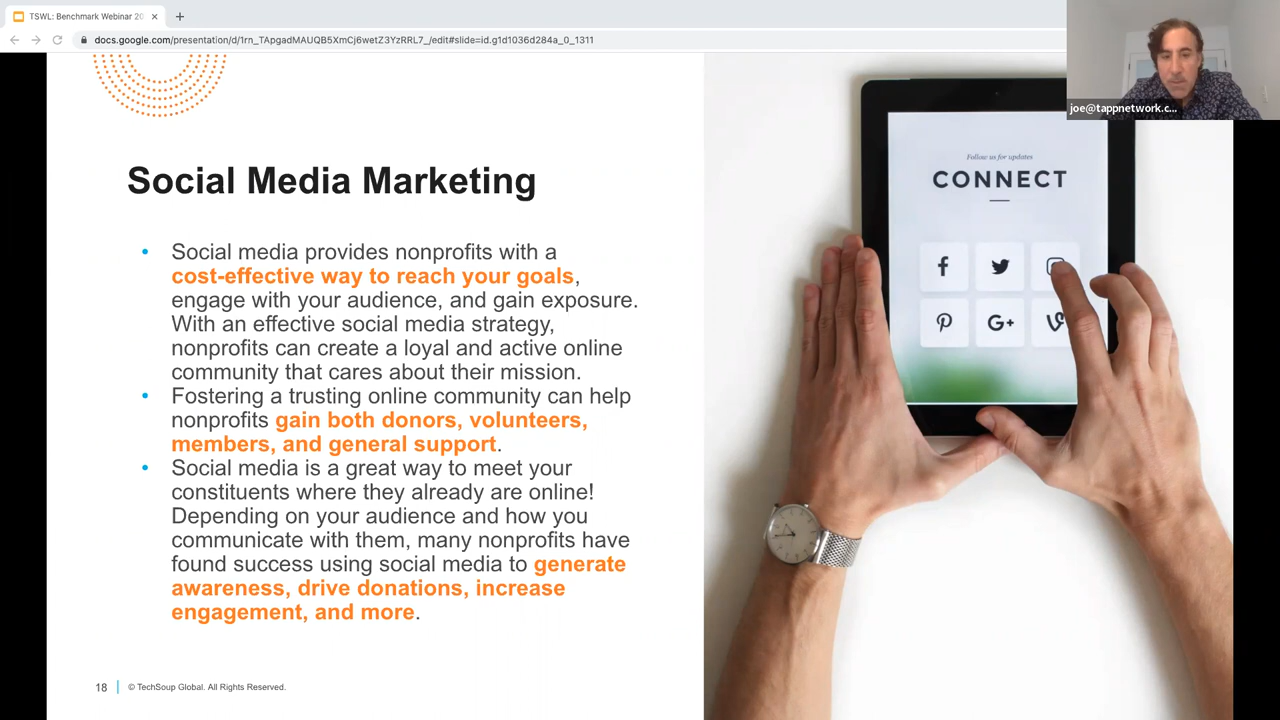 TSWL: Benchmark Webinar 20
docs.google.com/presentation/d/1rn_TApgadMAUQB5XmCj6wetZ3YzRRL7_/edit#slide=id.g1d1036d284a_0_1311
joe@tappnetwork.c...
Social Media Marketing
• Social media provides nonprofits with a
cost-effective way to reach your goals,
engage with your audience, and gain exposure.
With an effective social media strategy,
nonprofits can create a loyal and active online
community that cares about their mission.
• Fostering a trusting online community can help
nonprofits gain both donors, volunteers,
members, and general support.
• Social media is a great way to meet your
constituents where they already are online!
Depending on your audience and how you
communicate with them, many nonprofits have
found success using social media to generate
awareness, drive donations, increase
engagement, and more.
18
© TechSoup Global. All Rights Reserved.
Follow us for updates
CONNECT
G+